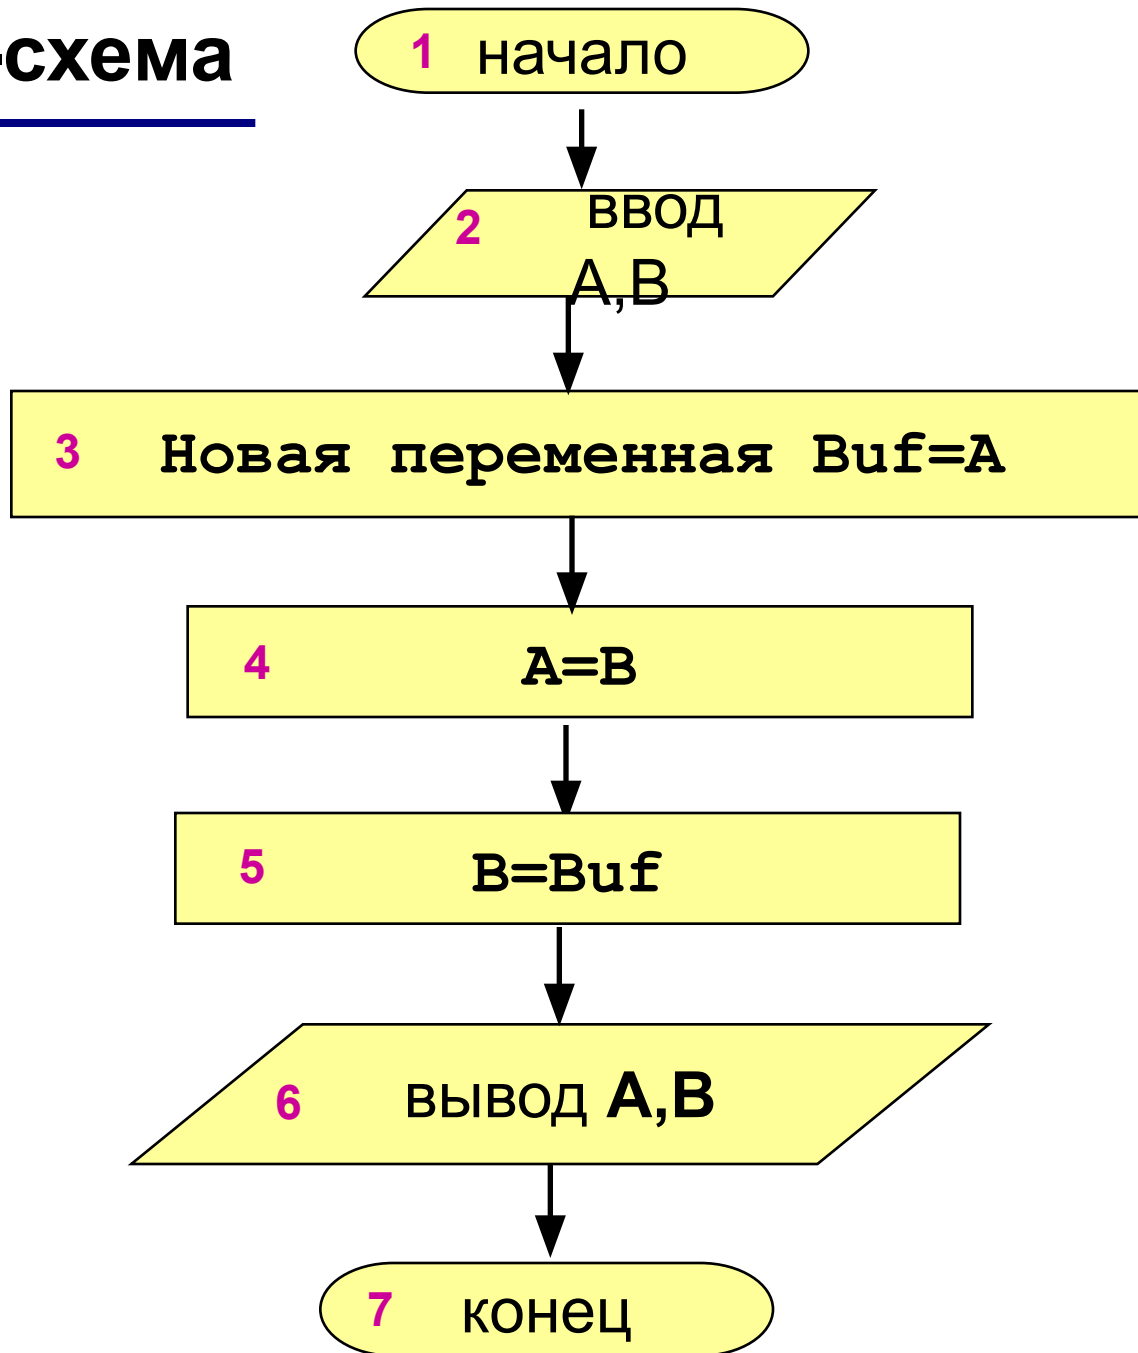 -схема
1 начало
2 ввод
А,В
3 Новая переменная Buf=A
4 A=B
5 B=Buf
6 вывод A,B
7 конец